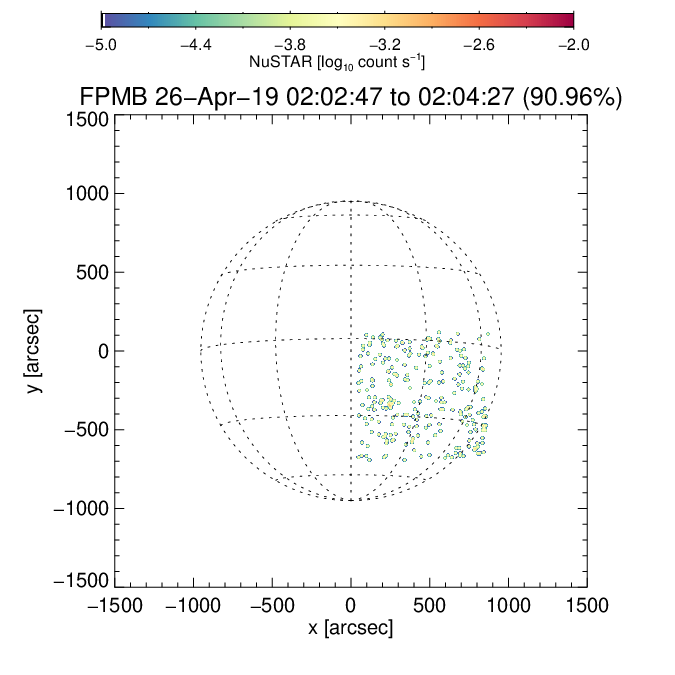 −5.0 −4.4 −3.8 −3.2 −2.6 −2.0
NuSTAR [log₁₀ count s⁻¹]
FPMB 26−Apr−19 02:02:47 to 02:04:27 (90.96%)
1500
1000
500
0
−500
−1000
−1500
y [arcsec]
−1500 −1000 −500 0 500 1000 1500
x [arcsec]